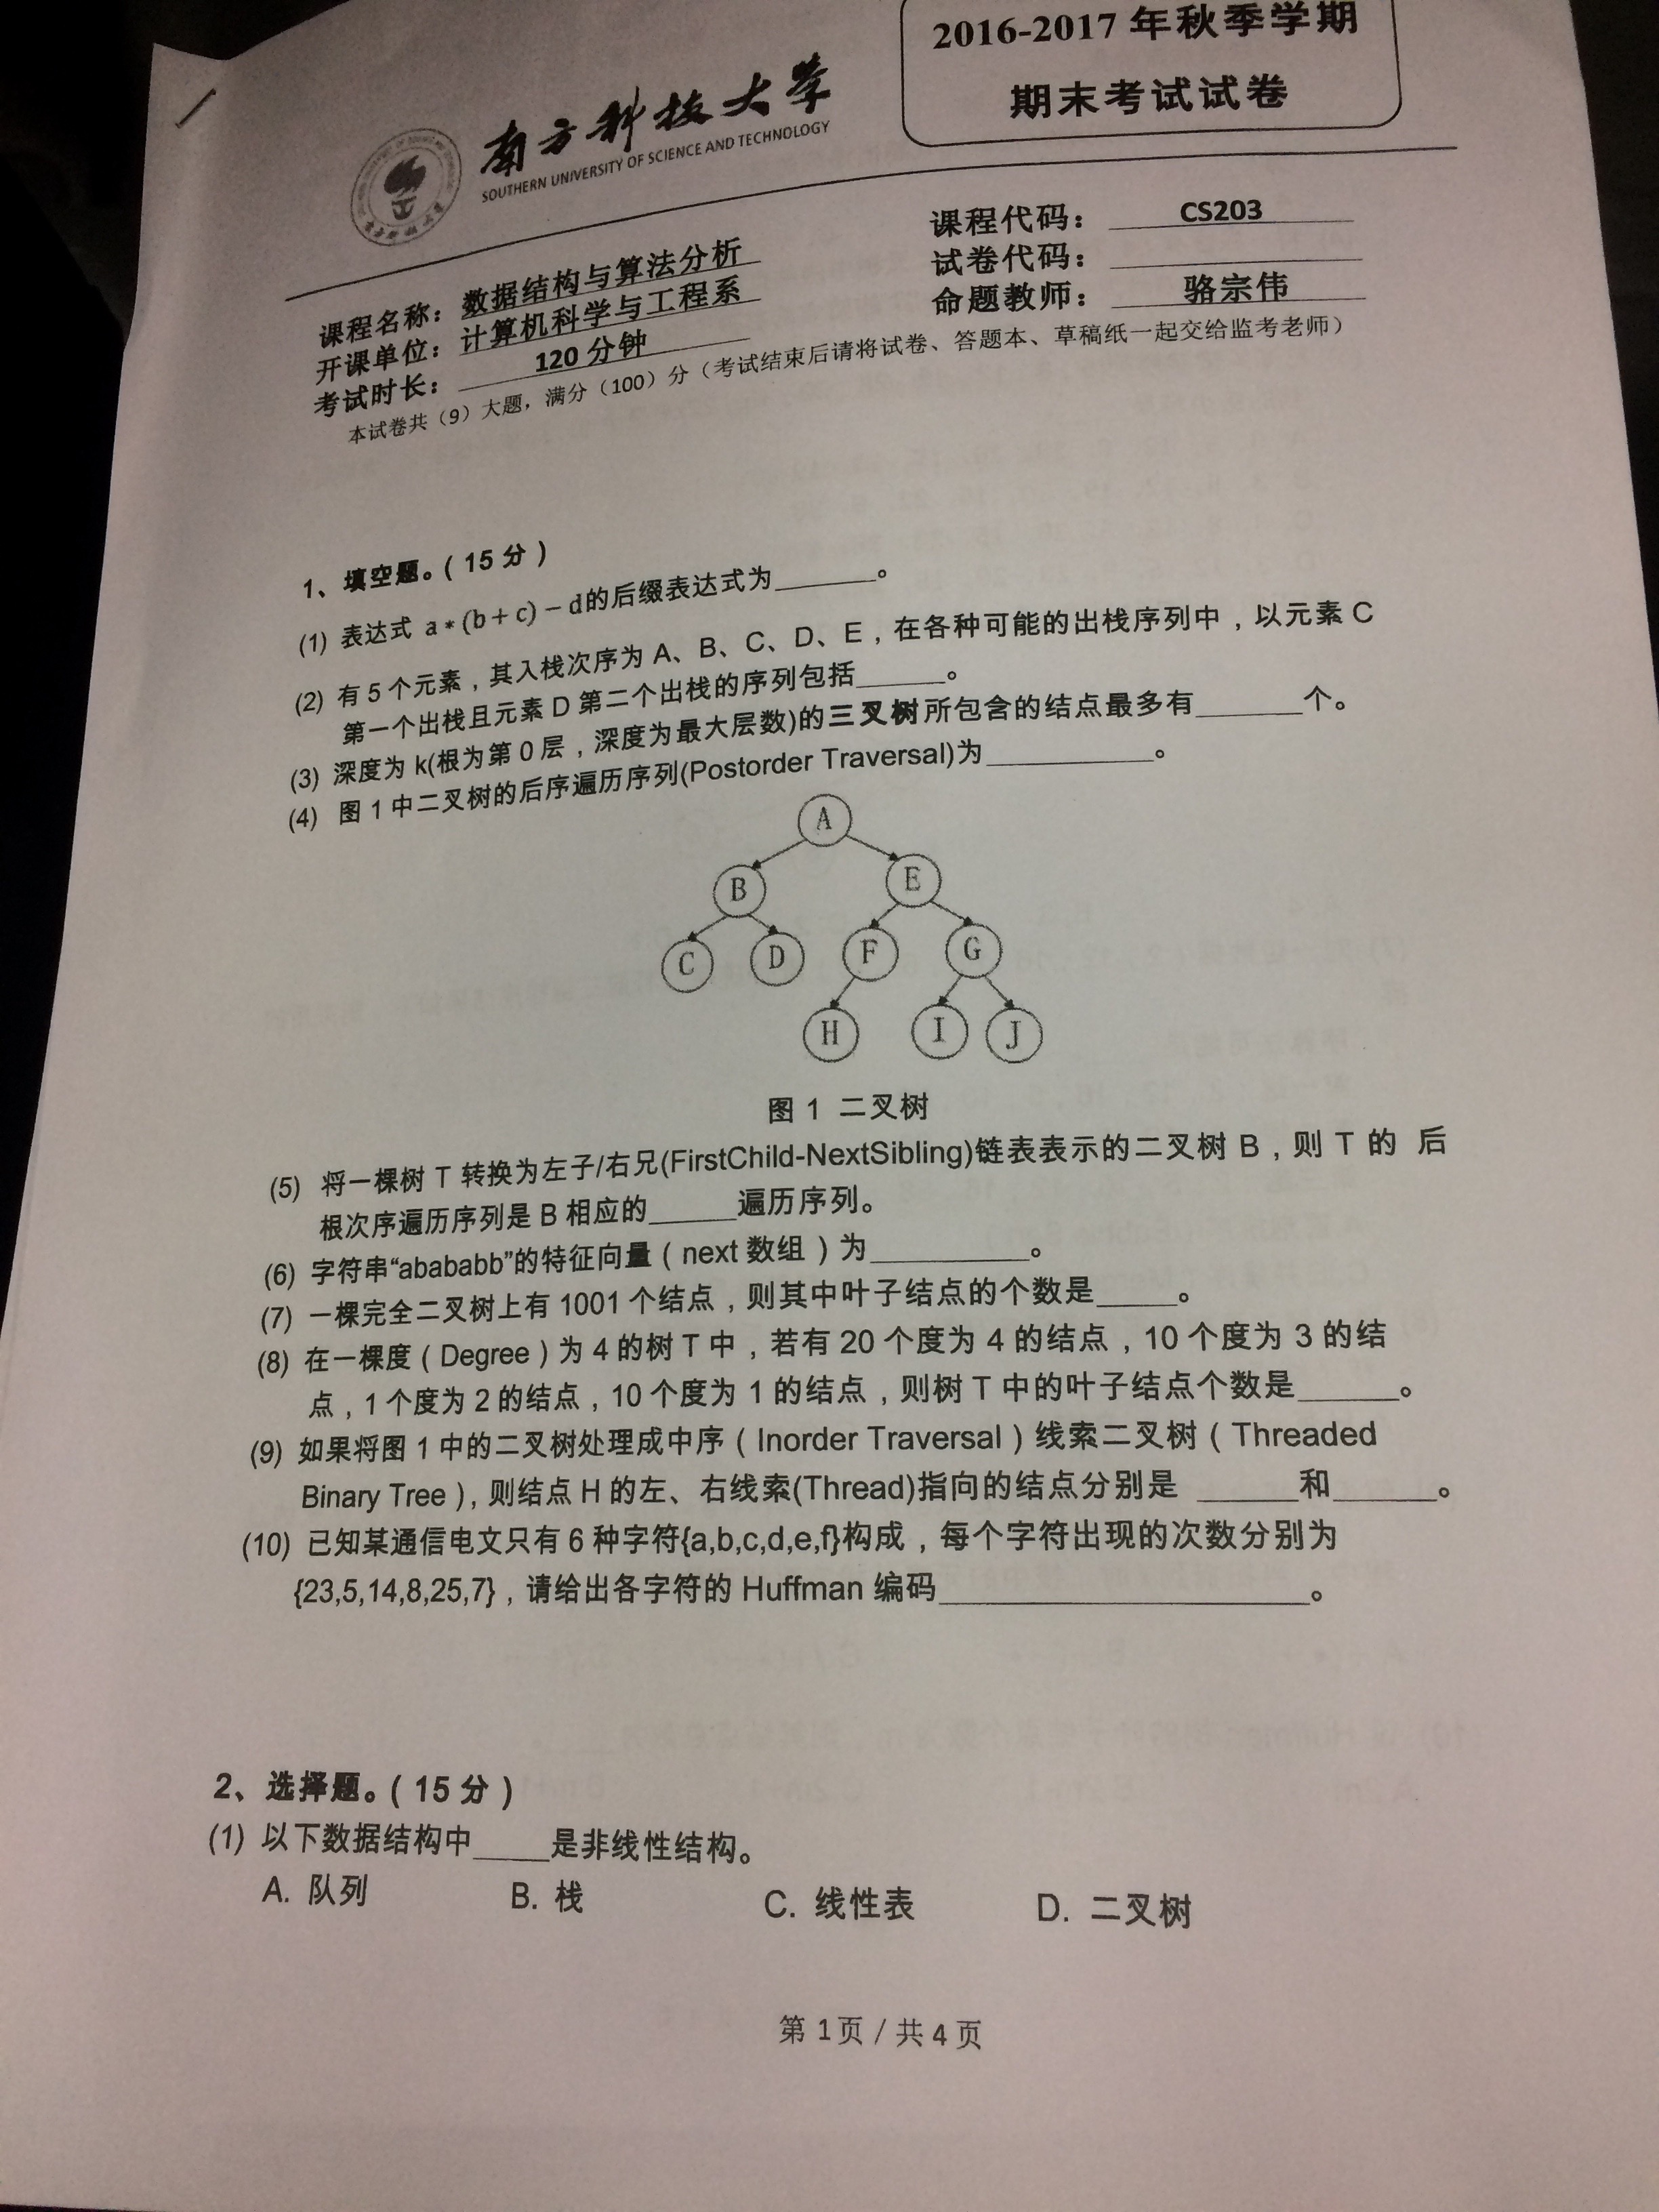 2016-2017 年秋季学期
期末考试试卷
南方科技大学
SOUTHERN UNIVERSITY OF SCIENCE AND TECHNOLOGY
课程名称：数据结构与算法分析
开课单位：计算机科学与工程系
考试时长：120 分钟
课程代码：CS203
试卷代码：
命题教师：骆宗伟
本试卷共（9）大题，满分（100）分（考试结束后请将试卷、答题本、草稿纸一起交给监考老师）
1、填空题。( 15 分 )
(1) 表达式 a∗(b+c)−d的后缀表达式为______。
(2) 有 5 个元素，其入栈次序为 A、B、C、D、E，在各种可能的出栈序列中，以元素 C
第一个出栈且元素 D 第二个出栈的序列包括______。
(3) 深度为 k(根为第 0 层，深度为最大层数)的三叉树所包含的结点最多有______个。
(4) 图 1 中二叉树的后序遍历序列(Postorder Traversal)为__________。
A
B E
C D F G
H I J
图 1 二叉树
(5) 将一棵树 T 转换为左子/右兄(FirstChild-NextSibling)链表表示的二叉树 B，则 T 的 后
根次序遍历序列是 B 相应的_____遍历序列。
(6) 字符串“abababb”的特征向量（next 数组）为_________。
(7) 一棵完全二叉树上有 1001 个结点，则其中叶子结点的个数是_____。
(8) 在一棵度（Degree）为 4 的树 T 中，若有 20 个度为 4 的结点，10 个度为 3 的结
点，1 个度为 2 的结点，10 个度为 1 的结点，则树 T 中的叶子结点个数是______。
(9) 如果将图 1 中的二叉树处理成中序（Inorder Traversal）线索二叉树（Threaded
Binary Tree），则结点 H 的左、右线索(Thread)指向的结点分别是 ______和______。
(10) 已知某通信电文只有 6 种字符{a,b,c,d,e,f}构成，每个字符出现的次数分别为
{23,5,14,8,25,7}，请给出各字符的 Huffman 编码______________________。
2、选择题。( 15 分 )
(1) 以下数据结构中_____是非线性结构。
A. 队列 B. 栈 C. 线性表 D. 二叉树
第 1页 / 共 4 页